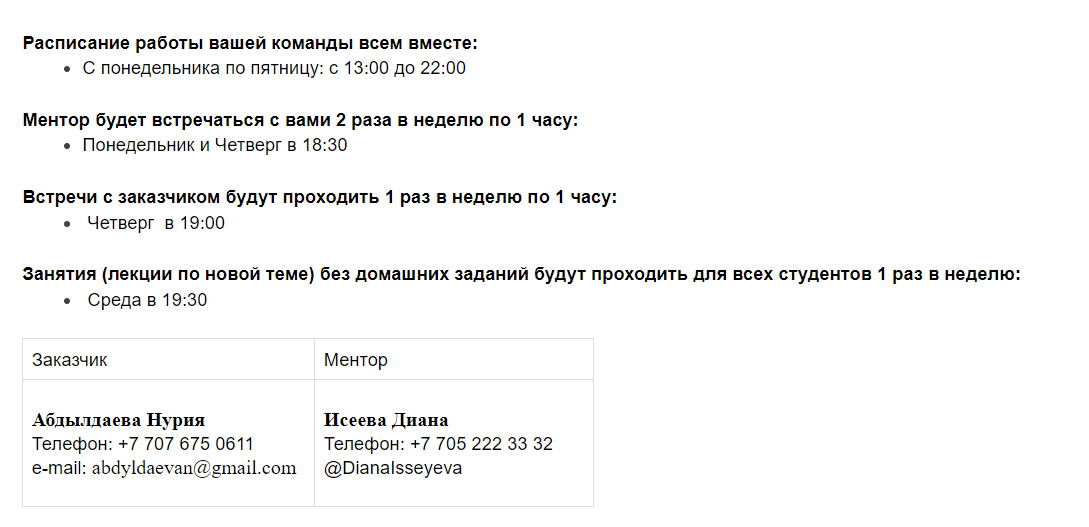 Расписание работы вашей команды всем вместе:
• С понедельника по пятницу: с 13:00 до 22:00
Ментор будет встречаться с вами 2 раза в неделю по 1 часу:
• Понедельник и Четверг в 18:30
Встречи с заказчиком будут проходить 1 раз в неделю по 1 часу:
• Четверг в 19:00
Занятия (лекции по новой теме) без домашних заданий будут проходить для всех студентов 1 раз в неделю:
• Среда в 19:30
Заказчик
Ментор
Абдылдаева Нурия
Телефон: +7 707 675 0611
e-mail: abdyldaevan@gmail.com
Исеева Диана
Телефон: +7 705 222 33 32
@DianaIsseyeva